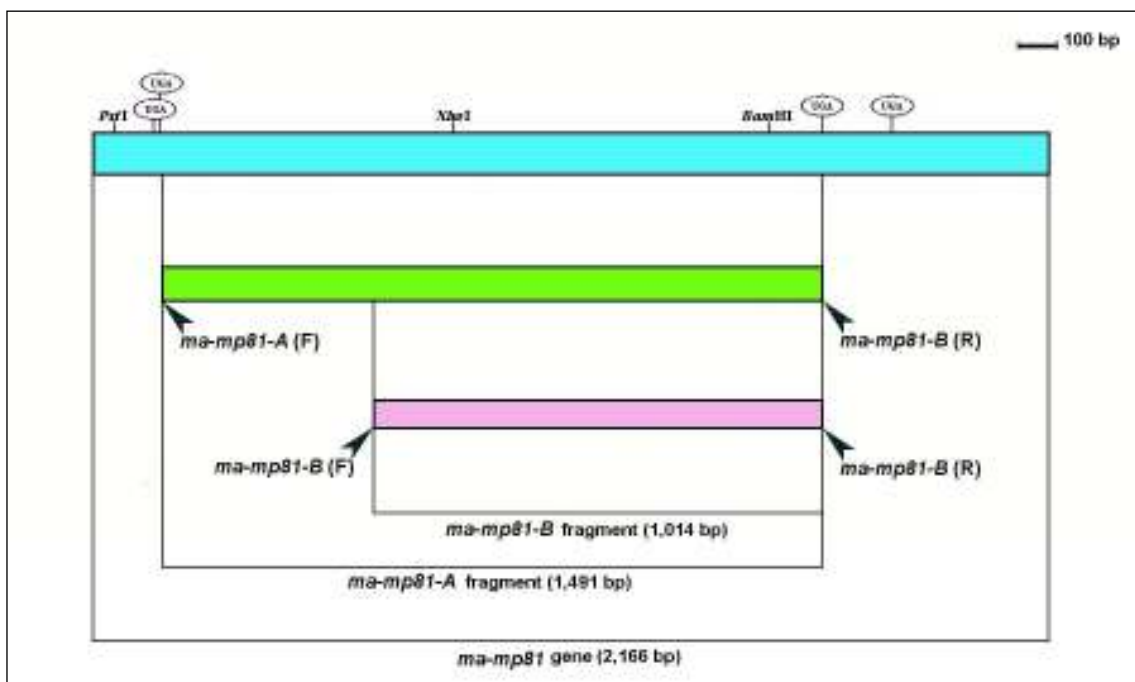 100 bp
UGA
PstI UGA XhoI BamHI UGA UGA
ma-mp81-A (F) ma-mp81-B (R)
ma-mp81-B (F) ma-mp81-B (R)
ma-mp81-B fragment (1,014 bp)
ma-mp81-A fragment (1,491 bp)
ma-mp81 gene (2,166 bp)